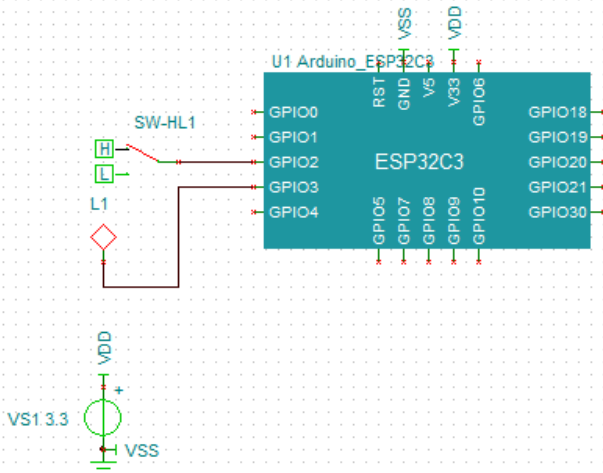 VSS
VDD
U1 Arduino_ESP32C3
RST
GND
V5
V33
GPIO6
GPIO0
GPIO1
GPIO2
GPIO3
GPIO4
ESP32C3
GPIO18
GPIO19
GPIO20
GPIO21
GPIO30
GPIO5
GPIO7
GPIO8
GPIO9
GPIO10
SW-HL1
H
L
L1
VDD
+
VS1 3.3
VSS